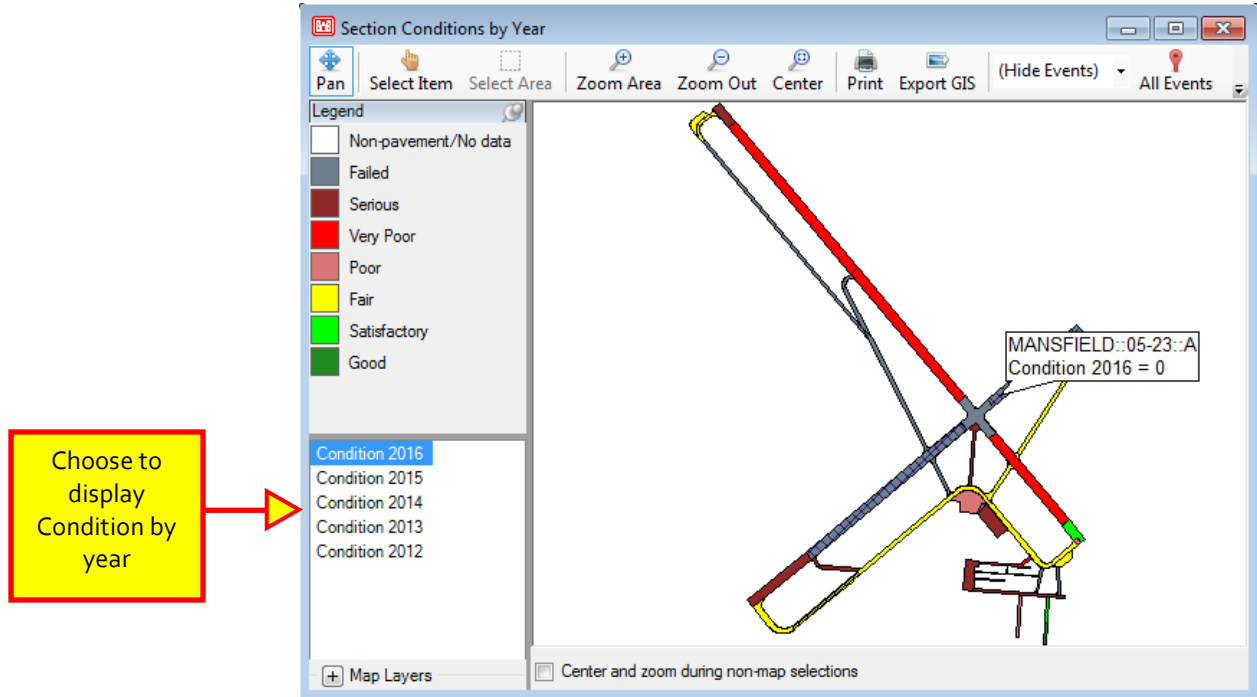 Section Conditions by Year
Pan
Select Item
Select Area
Zoom Area
Zoom Out
Center
Print
Export GIS
(Hide Events)
All Events
Legend
Non-pavement/No data
Failed
Serious
Very Poor
Poor
Fair
Satisfactory
Good
MANSFIELD::05-23::A
Condition 2016 = 0
Choose to
display
Condition by
year
Condition 2016
Condition 2015
Condition 2014
Condition 2013
Condition 2012
Map Layers
Center and zoom during non-map selections